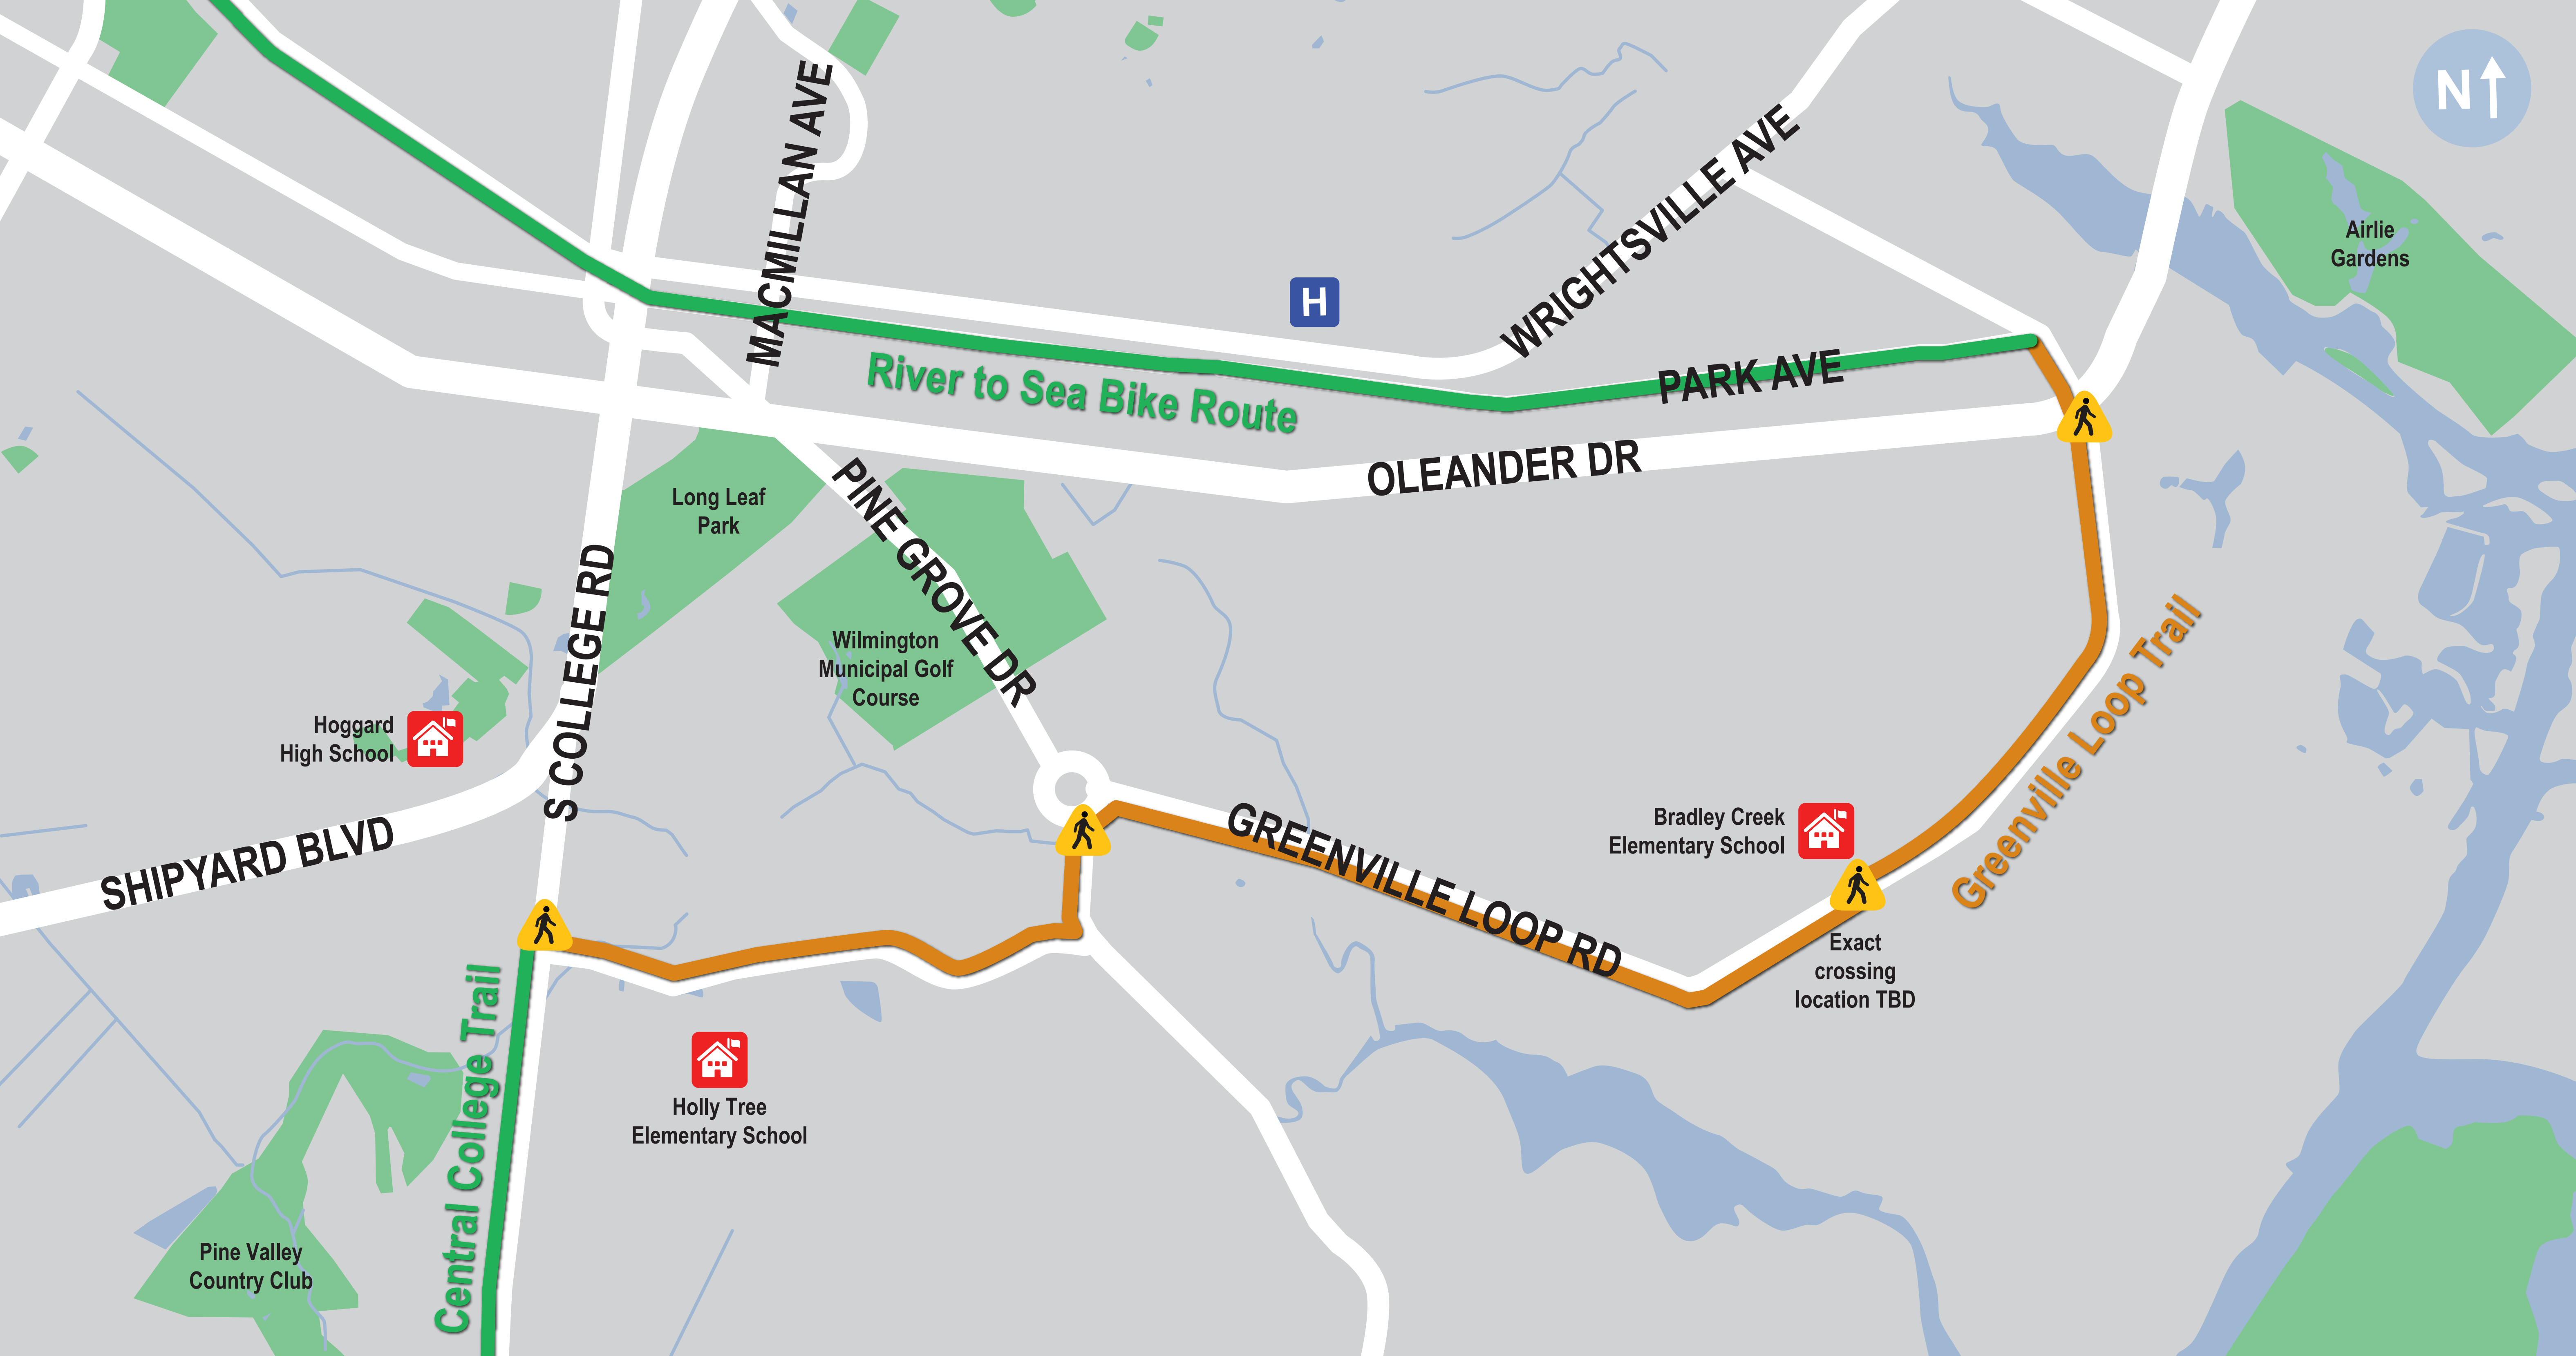 N
MACMILLAN AVE
WRIGHTSVILLE AVE
Airlie
Gardens
H
River to Sea Bike Route
PARK AVE
OLEANDER DR
Long Leaf
Park
PINE GROVE DR
S COLLEGE RD
Wilmington
Municipal Golf
Course
Hoggard
High School
SHIPYARD BLVD
GREENVILLE LOOP RD
Greenville Loop Trail
Bradley Creek
Elementary School
Exact
crossing
location TBD
Central College Trail
Holly Tree
Elementary School
Pine Valley
Country Club